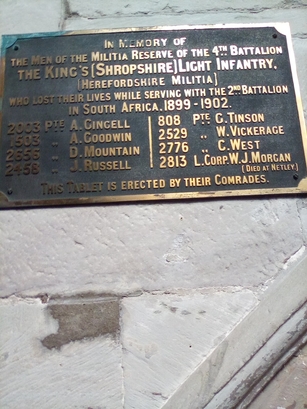 IN MEMORY OF
THE MEN OF THE MILITIA RESERVE OF THE 4TH BATTALION
THE KING'S (SHROPSHIRE) LIGHT INFANTRY,
(HEREFORDSHIRE MILITIA)
WHO LOST THEIR LIVES WHILE SERVING WITH THE 2ND BATTALION
IN SOUTH AFRICA, 1899-1902.
2003 PTE A. GINGELL
A. GOODWIN
D. MOUNTAIN
2458 " J. RUSSELL
808 PTE G. TINSON
2529 " W. VICKERAGE
2776 " C. WEST
2813 L. CORP. W. J. MORGAN
(DIED AT NETLEY.)
THIS TABLET IS ERECTED BY THEIR COMRADES.